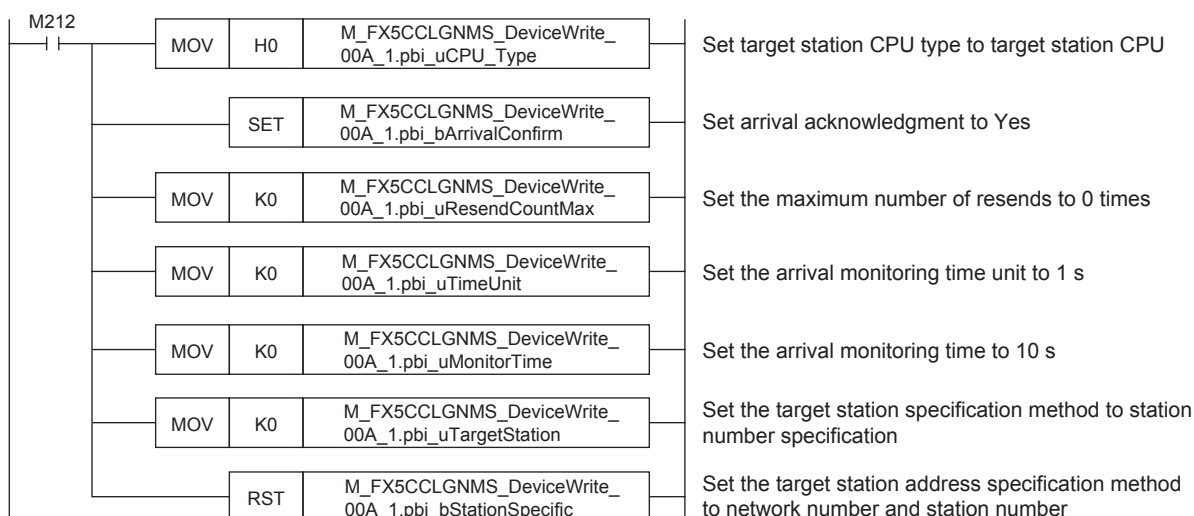 M212
MOV H0 M_FX5CCLGNMS_DeviceWrite_
00A_1.pbi_uCPU_Type
Set target station CPU type to target station CPU
SET M_FX5CCLGNMS_DeviceWrite_
00A_1.pbi_bArrivalConfirm
Set arrival acknowledgment to Yes
MOV K0 M_FX5CCLGNMS_DeviceWrite_
00A_1.pbi_uResendCountMax
Set the maximum number of resends to 0 times
MOV K0 M_FX5CCLGNMS_DeviceWrite_
00A_1.pbi_uTimeUnit
Set the arrival monitoring time unit to 1 s
MOV K0 M_FX5CCLGNMS_DeviceWrite_
00A_1.pbi_uMonitorTime
Set the arrival monitoring time to 10 s
MOV K0 M_FX5CCLGNMS_DeviceWrite_
00A_1.pbi_uTargetStation
Set the target station specification method to station
number specification
RST M_FX5CCLGNMS_DeviceWrite_
00A_1.pbi_bStationSpecific
Set the target station address specification method
to network number and station number